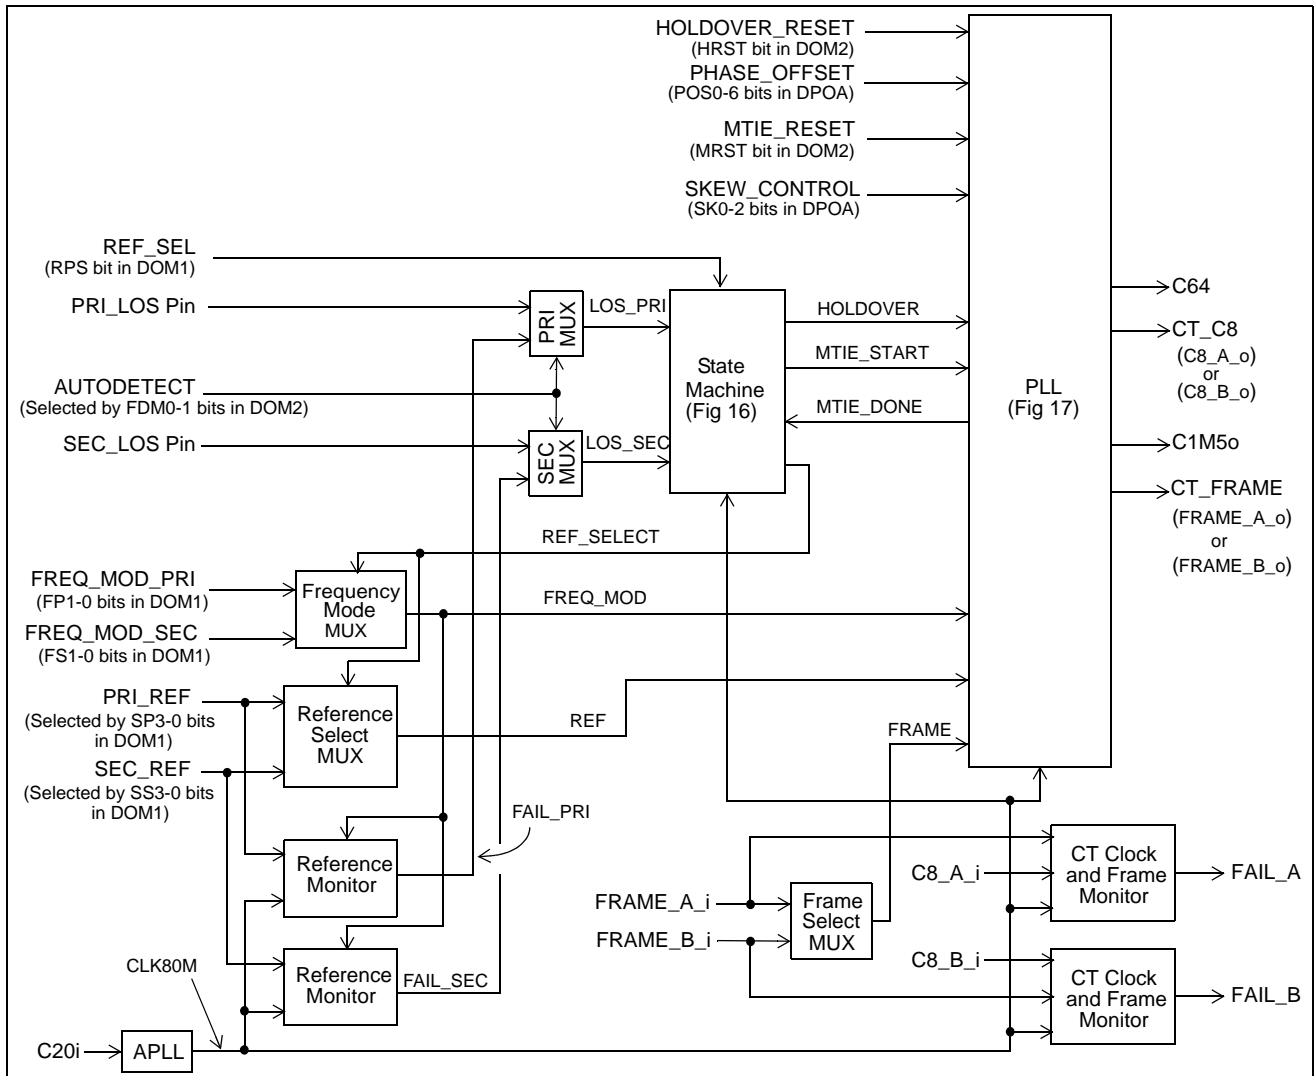 HOLDOVER_RESET
(HRST bit in DOM2)
PHASE_OFFSET
(POS0-6 bits in DPOA)
MTIE_RESET
(MRST bit in DOM2)
SKEW_CONTROL
(SK0-2 bits in DPOA)
REF_SEL
(RPS bit in DOM1)
PRI_LOS Pin
PRI
MUX
LOS_PRI
AUTODETECT
(Selected by FDM0-1 bits in DOM2)
SEC_LOS Pin
SEC
MUX
LOS_SEC
State
Machine
(Fig 16)
HOLDOVER
MTIE_START
MTIE_DONE
PLL
(Fig 17)
C64
CT_C8
(C8_A_o)
or
(C8_B_o)
C1M5o
CT_FRAME
(FRAME_A_o)
or
(FRAME_B_o)
REF_SELECT
FREQ_MOD_PRI
(FP1-0 bits in DOM1)
FREQ_MOD_SEC
(FS1-0 bits in DOM1)
Frequency
Mode
MUX
FREQ_MOD
PRI_REF
(Selected by SP3-0 bits
in DOM1)
SEC_REF
(Selected by SS3-0 bits
in DOM1)
Reference
Select
MUX
REF
FRAME
FAIL_PRI
Reference
Monitor
Reference
Monitor
FAIL_SEC
CLK80M
C20i
APLL
FRAME_A_i
FRAME_B_i
Frame
Select
MUX
C8_A_i
CT Clock
and Frame
Monitor
FAIL_A
C8_B_i
CT Clock
and Frame
Monitor
FAIL_B